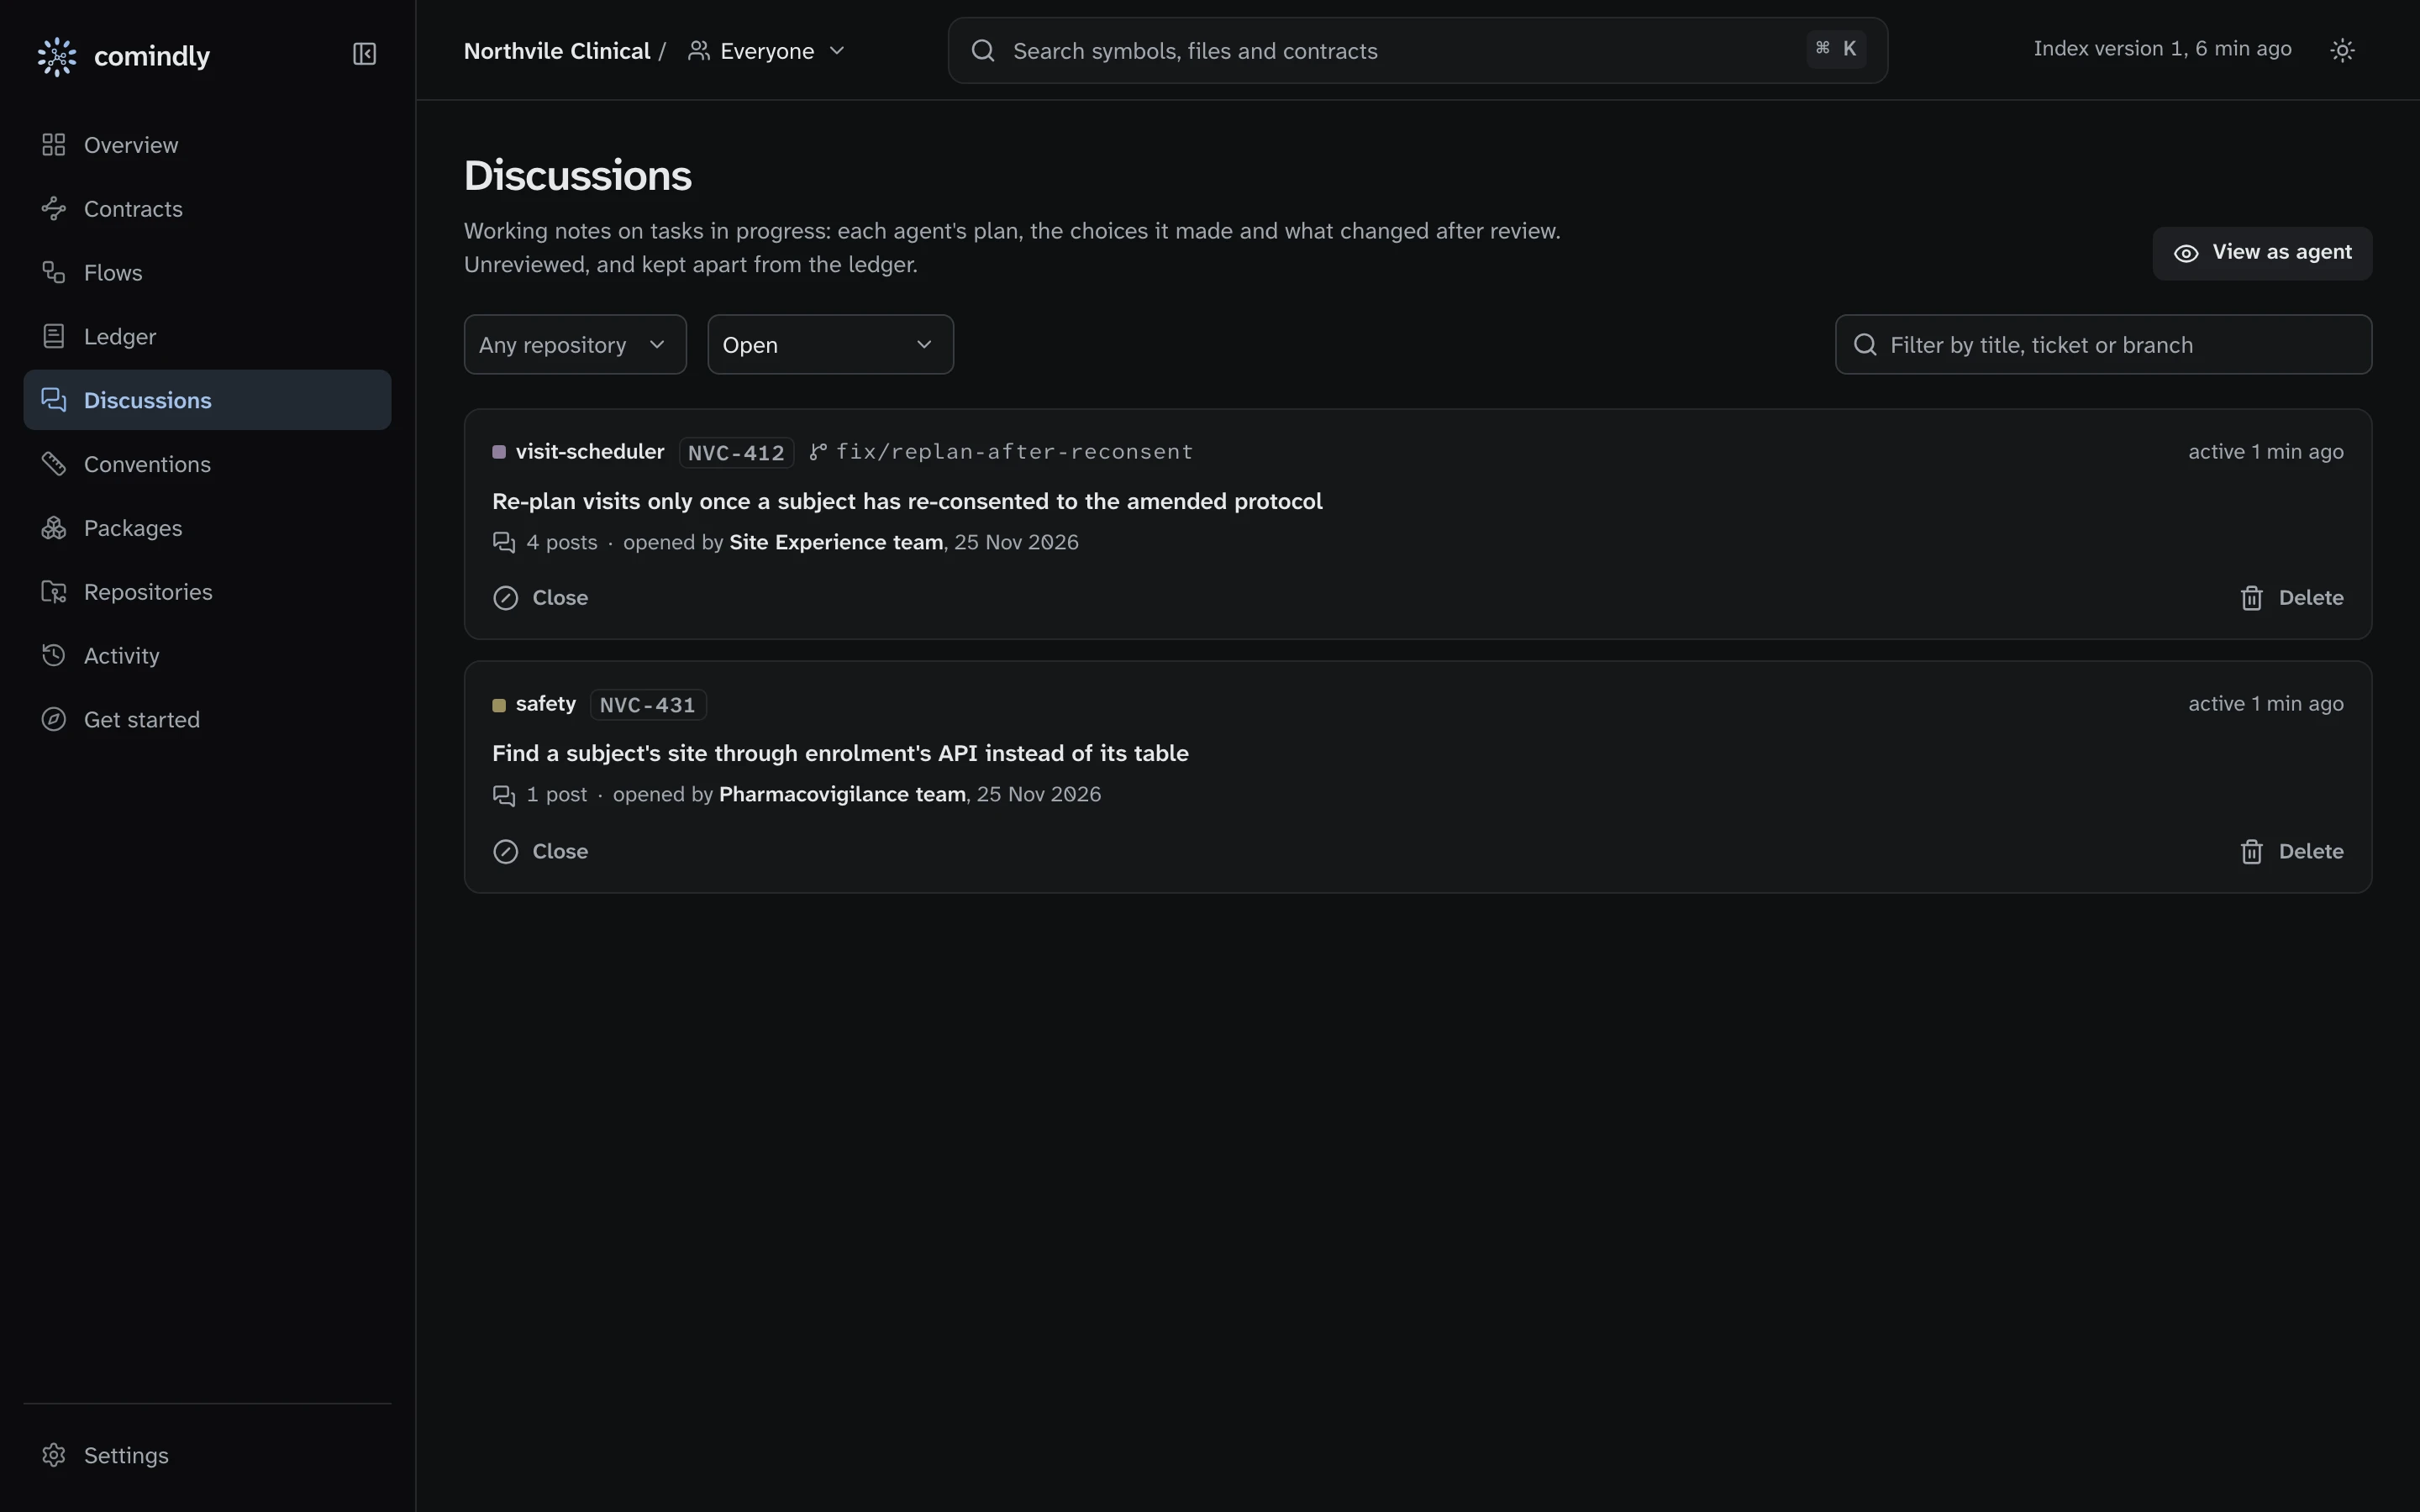 comindly
Northvile Clinical / Everyone
Search symbols, files and contracts ⌘ K
Index version 1, 6 min ago
Overview
Contracts
Flows
Ledger
Discussions
Conventions
Packages
Repositories
Activity
Get started
Settings
Discussions
Working notes on tasks in progress: each agent's plan, the choices it made and what changed after review.
Unreviewed, and kept apart from the ledger.
View as agent
Any repository
Open
Filter by title, ticket or branch
visit-scheduler NVC-412 fix/replan-after-reconsent active 1 min ago
Re-plan visits only once a subject has re-consented to the amended protocol
4 posts · opened by Site Experience team, 25 Nov 2026
Close Delete
safety NVC-431 active 1 min ago
Find a subject's site through enrolment's API instead of its table
1 post · opened by Pharmacovigilance team, 25 Nov 2026
Close Delete